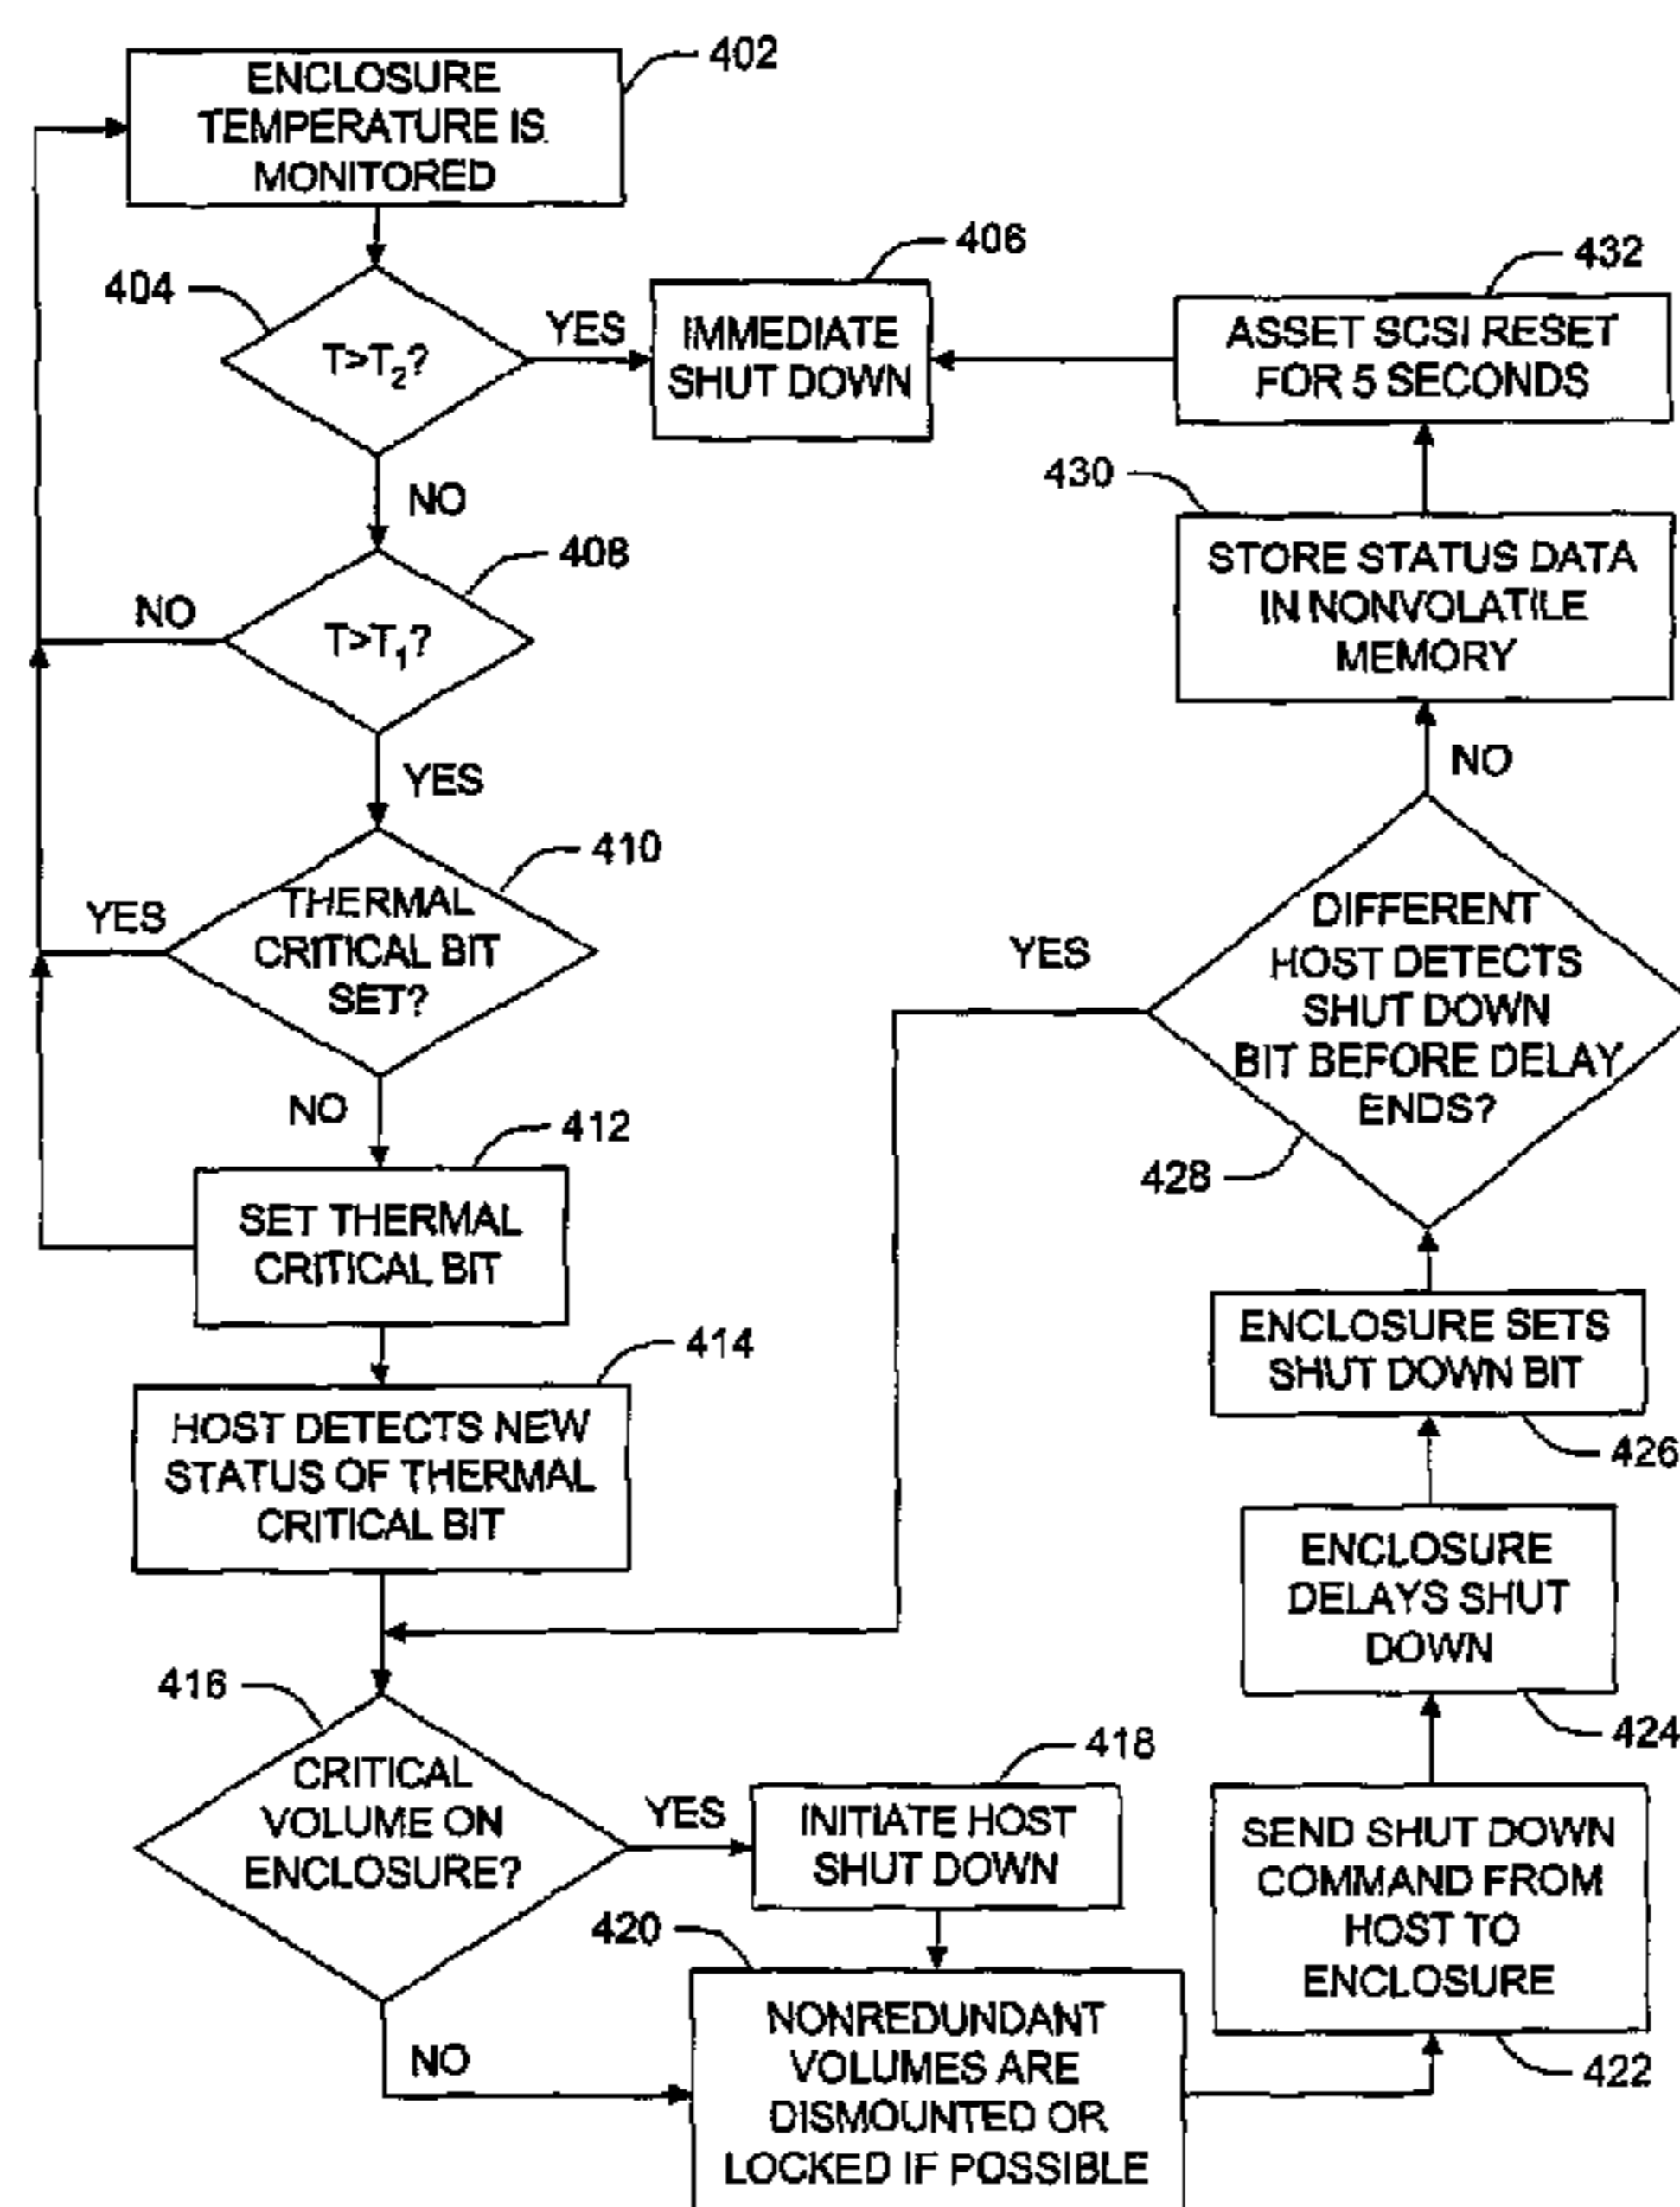 402
ENCLOSURE
TEMPERATURE IS
MONITORED
404
T>T2?
YES
406
IMMEDIATE
SHUT DOWN
432
ASSET SCSI RESET
FOR 5 SECONDS
NO
408
T>T1?
NO
430
STORE STATUS DATA
IN NONVOLATILE
MEMORY
YES
NO
410
THERMAL
CRITICAL BIT
SET?
YES
YES
DIFFERENT
HOST DETECTS
SHUT DOWN
BIT BEFORE DELAY
ENDS?
428
NO
412
SET THERMAL
CRITICAL BIT
414
HOST DETECTS NEW
STATUS OF THERMAL
CRITICAL BIT
ENCLOSURE SETS
SHUT DOWN BIT
426
ENCLOSURE
DELAYS SHUT
DOWN
424
416
CRITICAL
VOLUME ON
ENCLOSURE?
YES
418
INITIATE HOST
SHUT DOWN
SEND SHUT DOWN
COMMAND FROM
HOST TO
ENCLOSURE
422
NO
420
NONREDUNDANT
VOLUMES ARE
DISMOUNTED OR
LOCKED IF POSSIBLE